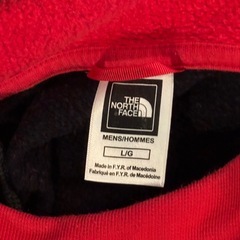 THE
NORTH
FACE
MENS/HOMMES
L/G
Made in F.Y.R. of Macedonia
Fabriqué en F.Y.R. de Macédoine